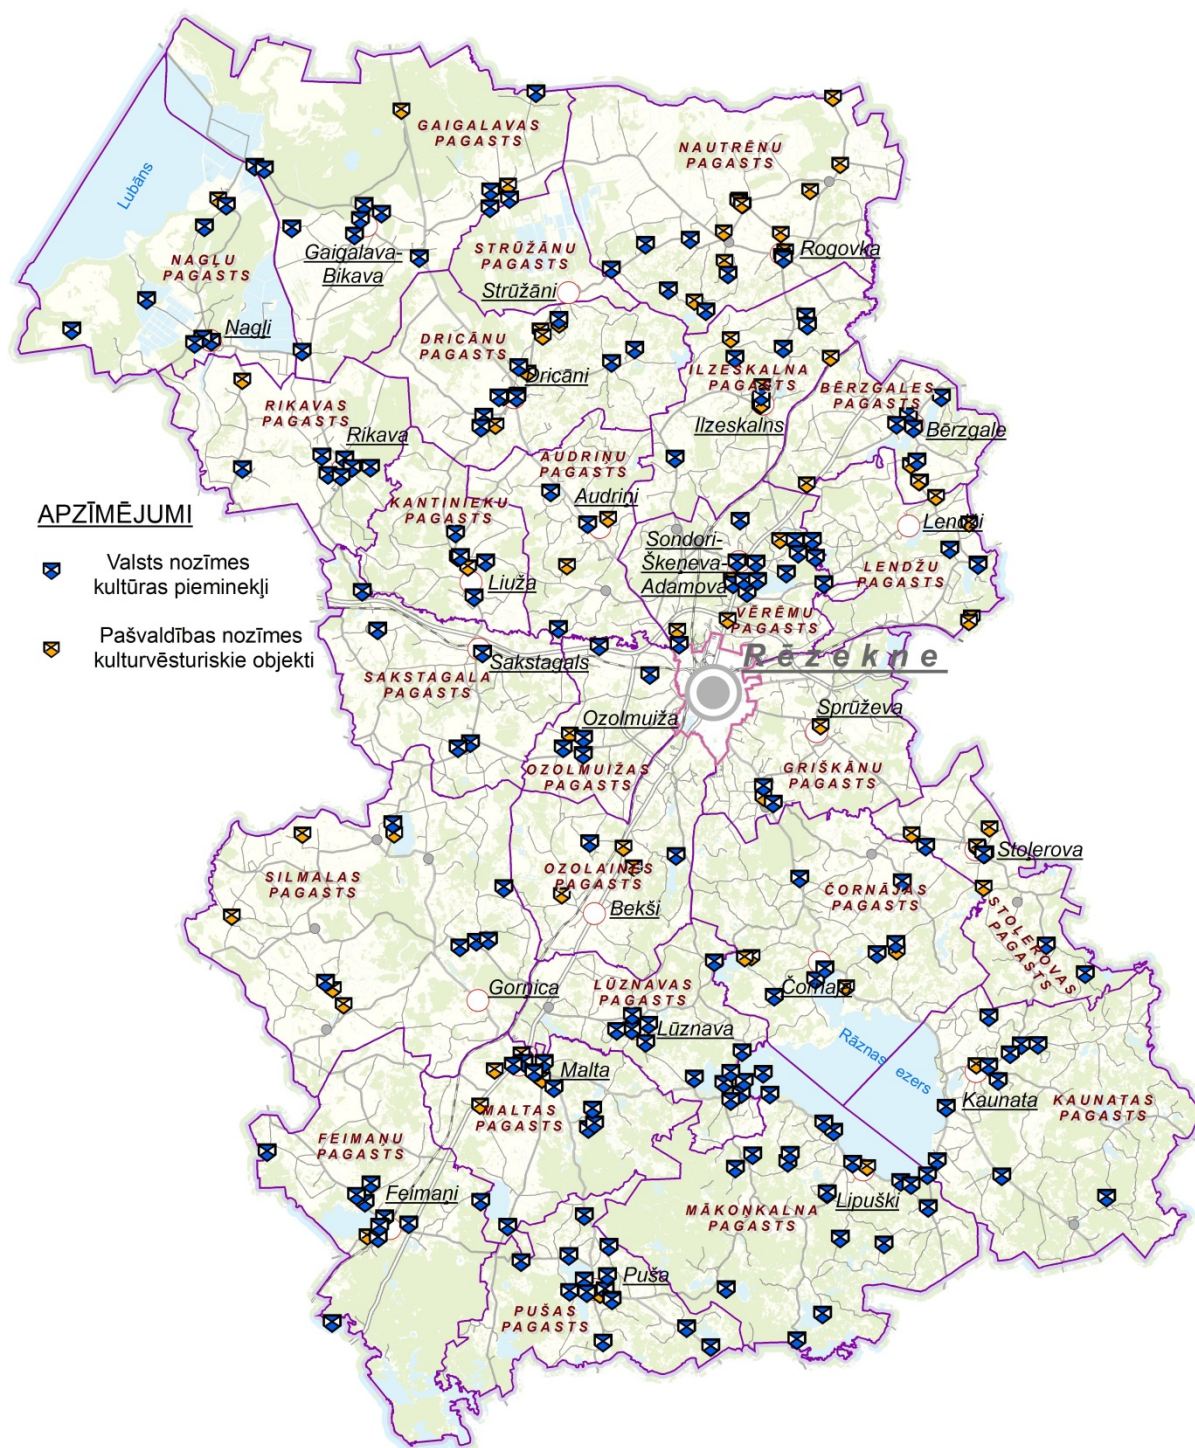 GAIGALAVAS
PAGASTS
NAUTRĒNU
PAGASTS
Lubāns
NAGĻU
PAGASTS
Gaigalava-
Bikava
STRŪŽĀNU
PAGASTS
Strūžāni
Rogovka
Nagļi
DRICĀNU
PAGASTS
Dricāni
ILZESKALNA
PAGASTS
Ilzeskalns
BĒRZGALES
PAGASTS
Bērzgale
RIKAVAS
PAGASTS
Rikava
AUDRIŅU
PAGASTS
Audriņi
KANTINIEKU
PAGASTS
Liuža
APZĪMĒJUMI
Valsts nozīmes
kultūras pieminekļi
Pašvaldības nozīmes
kulturvēsturiskie objekti
Sondori-
Škeņeva-
Adamova
Lendži
LENDŽU
PAGASTS
VĒRĒMU
PAGASTS
Rēzekne
Sakstagals
SAKSTAGALA
PAGASTS
Ozolmuiža
OZOLMUIŽAS
PAGASTS
Sprūževa
GRIŠKĀNU
PAGASTS
Stoļerova
STOĻEROVAS
PAGASTS
SILMALAS
PAGASTS
OZOLAINES
PAGASTS
Bekši
ČORNAJAS
PAGASTS
Čornaja
Gornica
LŪZNAVAS
PAGASTS
Lūznava
Rāznas ezers
Malta
MALTAS
PAGASTS
Kaunata
KAUNATAS
PAGASTS
FEIMAŅU
PAGASTS
Feimaņi
Lipuški
MĀKOŅKALNA
PAGASTS
Puša
PUŠAS
PAGASTS